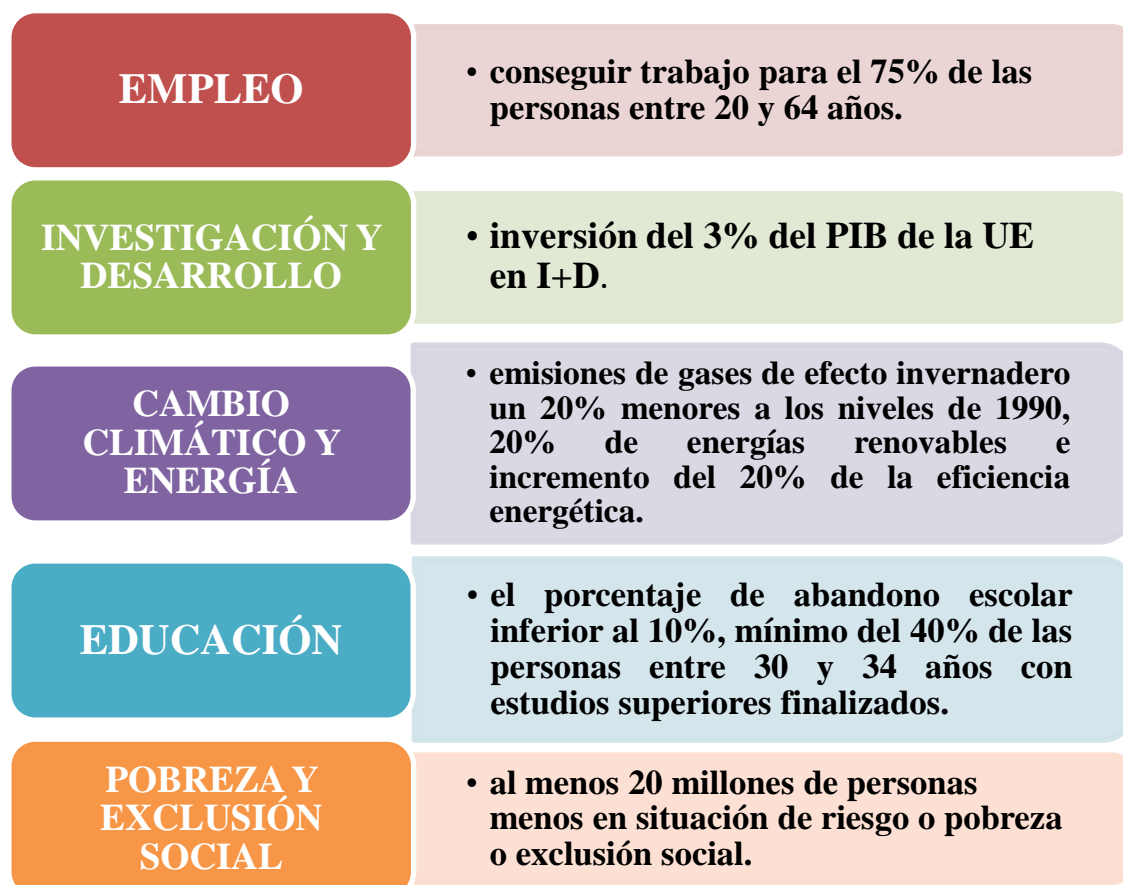 EMPLEO
• conseguir trabajo para el 75% de las
personas entre 20 y 64 años.
INVESTIGACIÓN Y
DESARROLLO
• inversión del 3% del PIB de la UE
en I+D.
CAMBIO
CLIMÁTICO Y
ENERGÍA
• emisiones de gases de efecto invernadero
un 20% menores a los niveles de 1990,
20% de energías renovables e
incremento del 20% de la eficiencia
energética.
EDUCACIÓN
• el porcentaje de abandono escolar
inferior al 10%, mínimo del 40% de las
personas entre 30 y 34 años con
estudios superiores finalizados.
POBREZA Y
EXCLUSIÓN
SOCIAL
• al menos 20 millones de personas
menos en situación de riesgo o pobreza
o exclusión social.